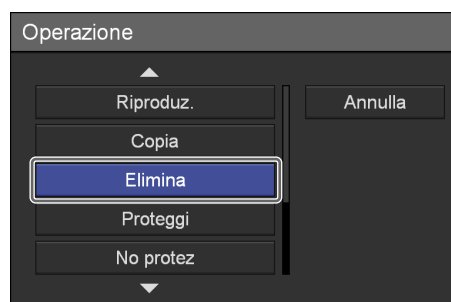 Operazione
Riproduz.
Annulla
Copia
Elimina
Proteggi
No protez